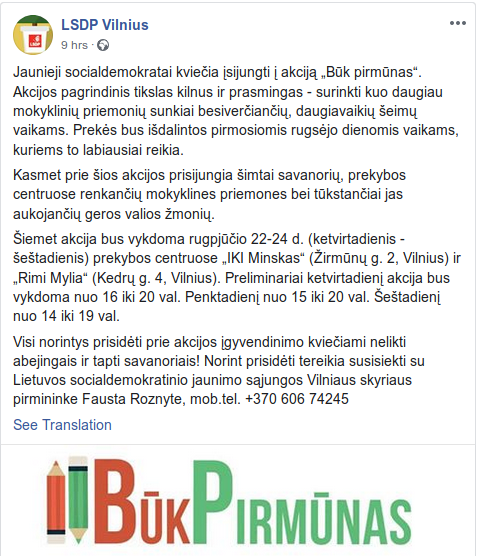 LSDP Vilnius
9 hrs ·
Jaunieji socialdemokratai kviečia įsijungti į akciją „Būk pirmūnas“.
Akcijos pagrindinis tikslas kilnus ir prasmingas - surinkti kuo daugiau
mokyklinių priemonių sunkiai besiverčiančių, daugiavaikių šeimų
vaikams. Prekės bus išdalintos pirmosiomis rugsėjo dienomis vaikams,
kuriems to labiausiai reikia.
Kasmet prie šios akcijos prisijungia šimtai savanorių, prekybos
centruose renkančių mokyklines priemones bei tūkstančiai jas
aukojančių geros valios žmonių.
Šiemet akcija bus vykdoma rugpjūčio 22-24 d. (ketvirtadienis -
šeštadienis) prekybos centruose „IKI Minskas“ (Žirmūnų g. 2, Vilnius) ir
„Rimi Mylia“ (Kedrų g. 4, Vilnius). Preliminariai ketvirtadienį akcija bus
vykdoma nuo 16 iki 20 val. Penktadienį nuo 15 iki 20 val. Šeštadienį
nuo 14 iki 19 val.
Visi norintys prisidėti prie akcijos įgyvendinimo kviečiami nelikti
abejingais ir tapti savanoriais! Norint prisidėti tereikia susisiekti su
Lietuvos socialdemokratinio jaunimo sąjungos Vilniaus skyriaus
pirmininke Fausta Roznyte, mob.tel. +370 606 74245
See Translation
BŪKPIRMŪNAS